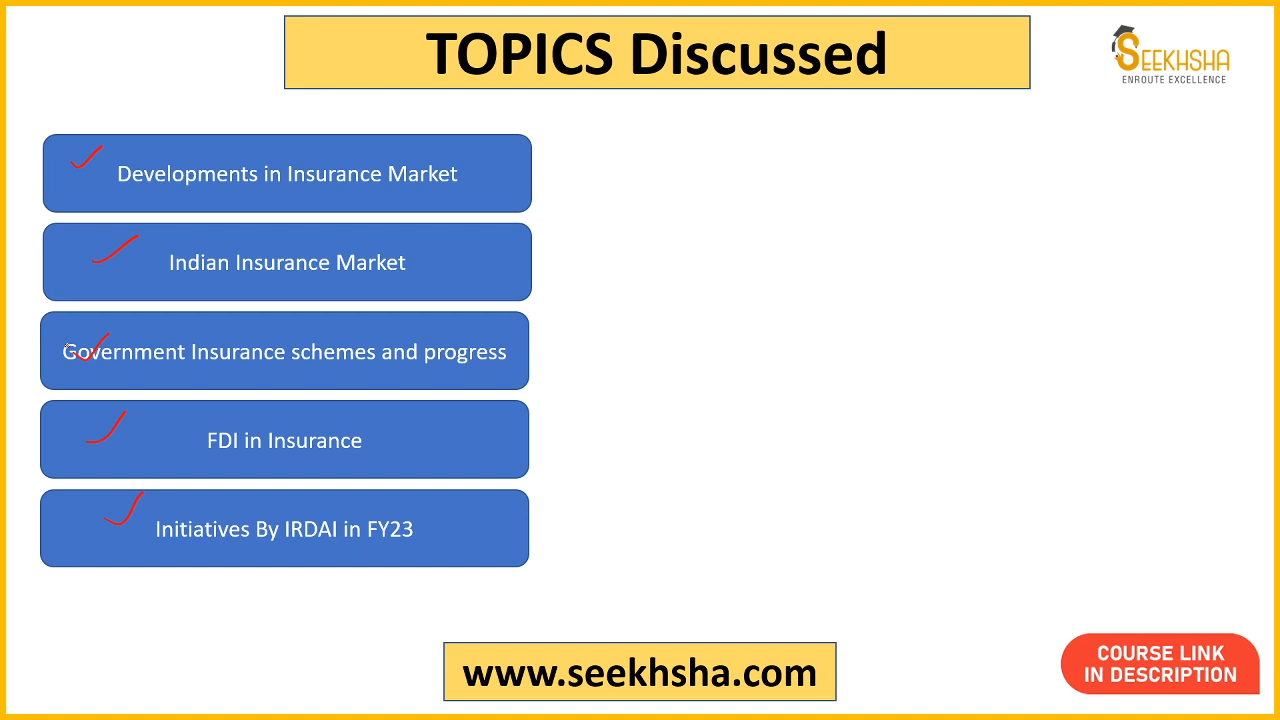 TOPICS Discussed
SEEKHSHA
ENROUTE EXCELLENCE
Developments in Insurance Market
Indian Insurance Market
Government Insurance schemes and progress
FDI in Insurance
Initiatives By IRDAI in FY23
www.seekhsha.com
COURSE LINK
IN DESCRIPTION